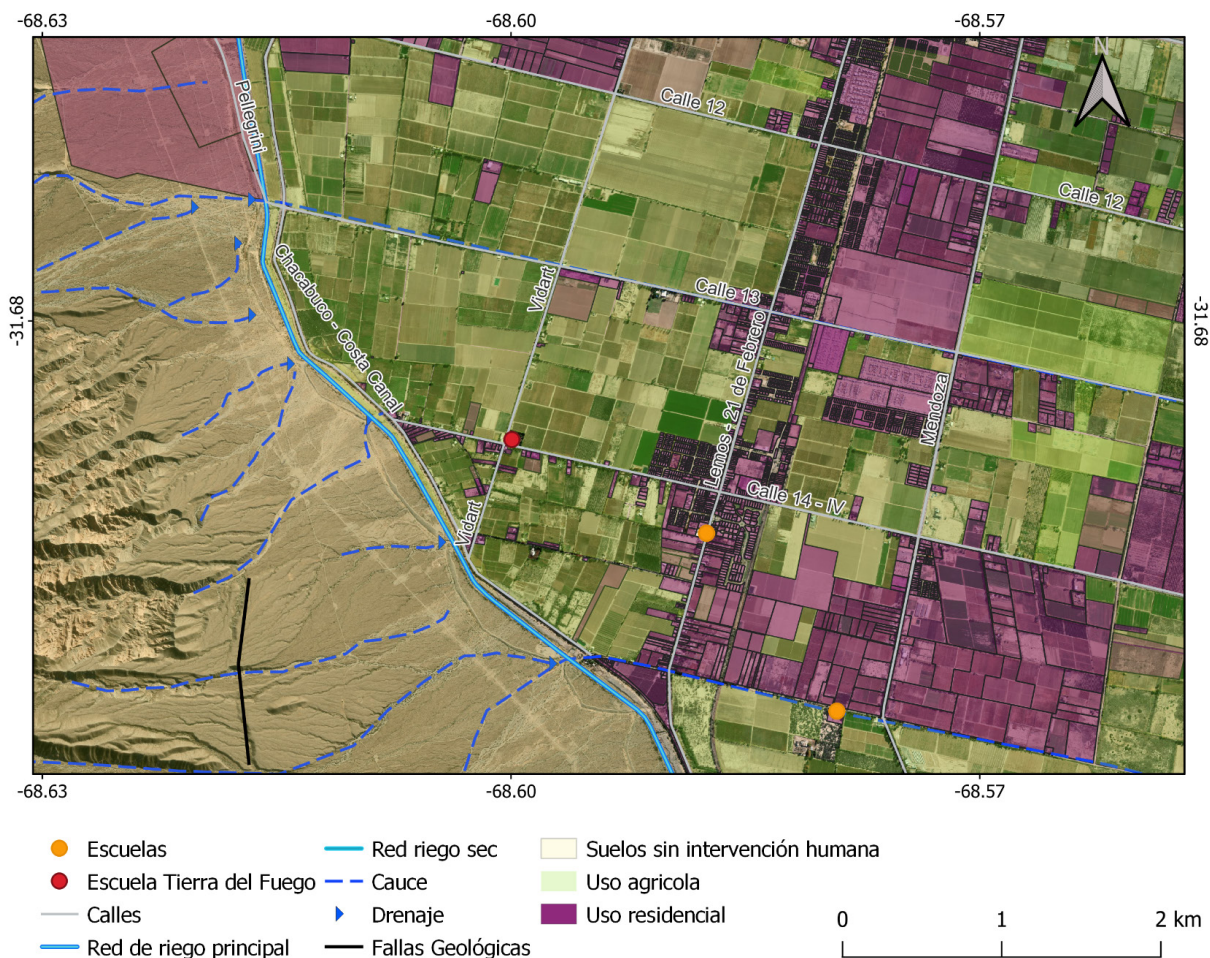 -68.63
-68.60
-68.57
N
Pellegrini
Calle 12
Calle 12
Chacabuco - Costa Canal
Vidart
Calle 13
-31.68
-31.68
Lemos - 21 de Febrero
Mendoza
Calle 14 - IV
Vidart
-68.63
-68.60
-68.57
Escuelas
Escuela Tierra del Fuego
Calles
Red de riego principal
Red riego sec
Cauce
Drenaje
Fallas Geológicas
Suelos sin intervención humana
Uso agricola
Uso residencial
0
1
2 km